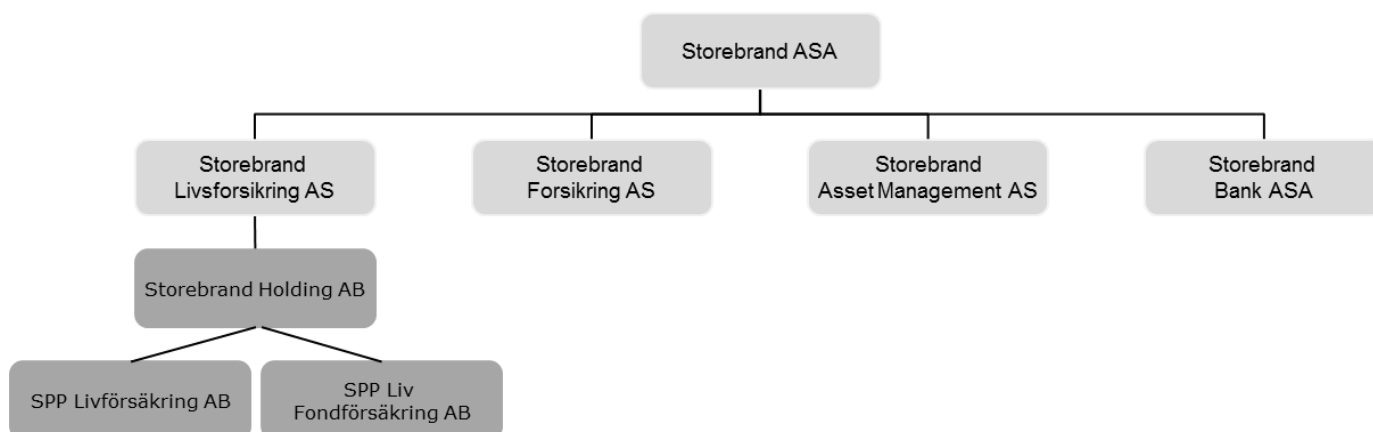 Storebrand ASA
Storebrand
Livsforsikring AS
Storebrand
Forsikring AS
Storebrand
Asset Management AS
Storebrand
Bank ASA
Storebrand Holding AB
SPP Livförsäkring AB
SPP Liv
Fondförsäkring AB